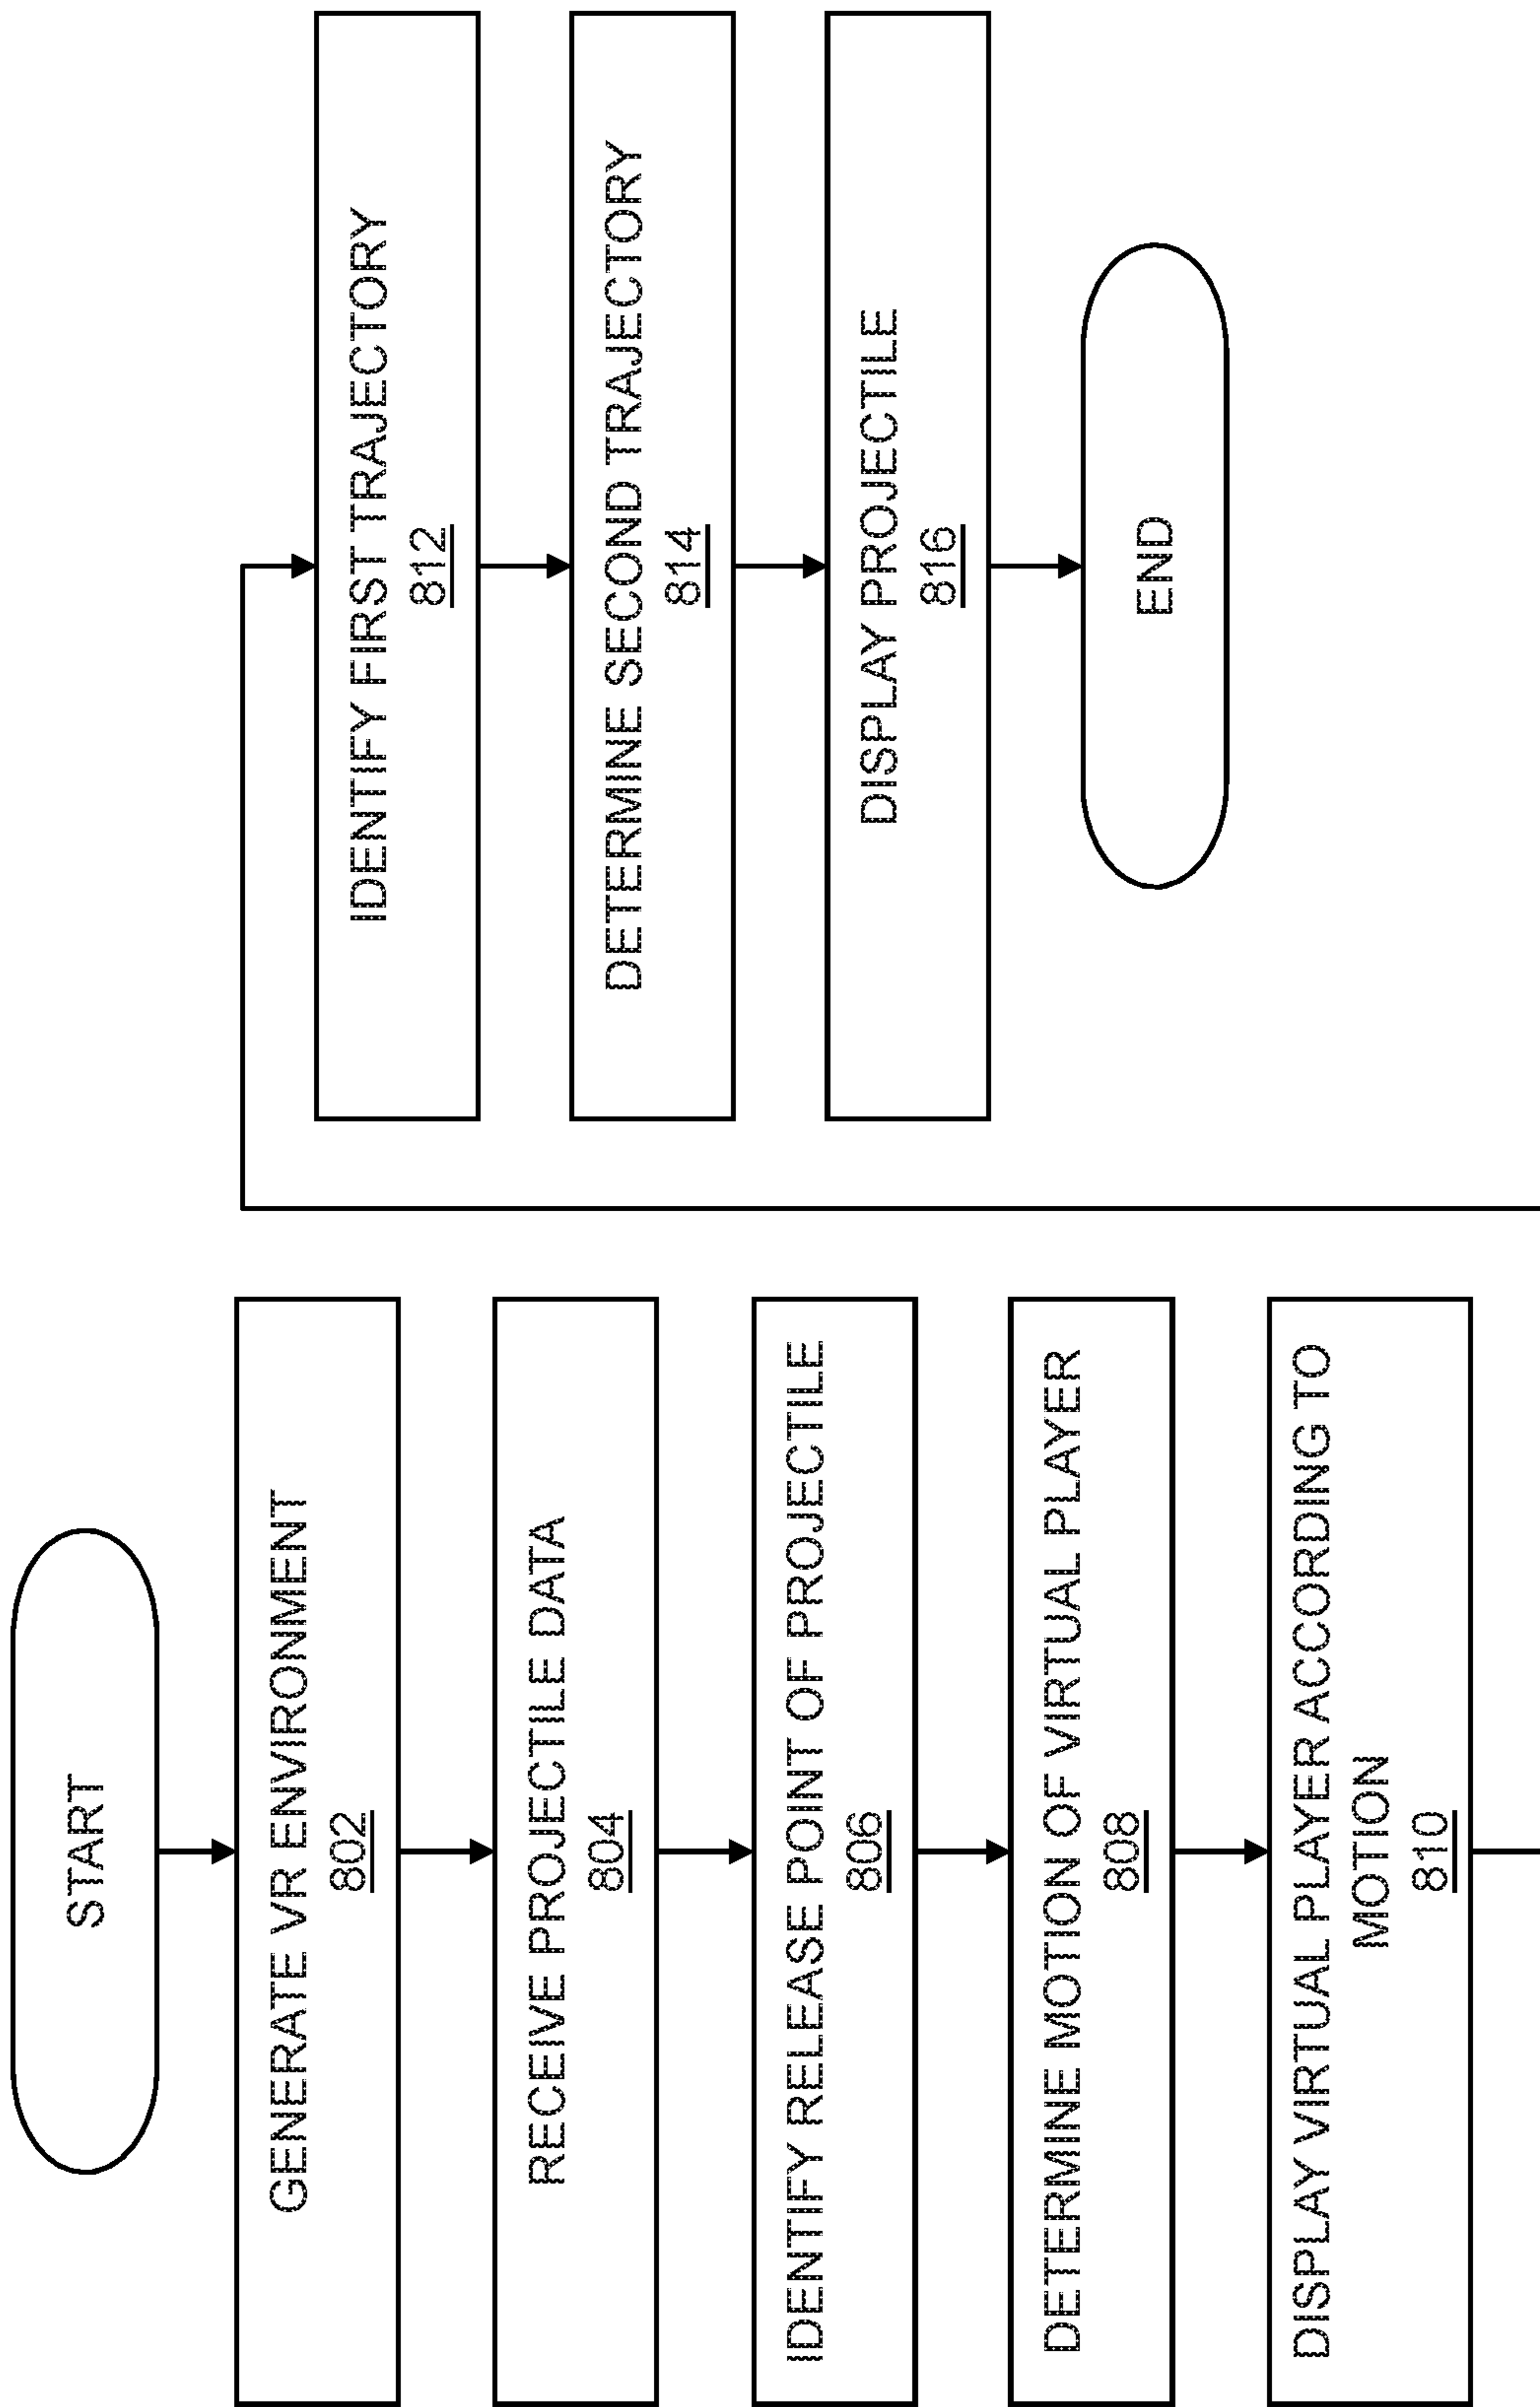 START
GENERATE VR ENVIRONMENT
802
RECEIVE PROJECTILE DATA
804
IDENTIFY RELEASE POINT OF PROJECTILE
806
DETERMINE MOTION OF VIRTUAL PLAYER
808
DISPLAY VIRTUAL PLAYER ACCORDING TO
MOTION
810
IDENTIFY FIRST TRAJECTORY
812
DETERMINE SECOND TRAJECTORY
814
DISPLAY PROJECTILE
816
END